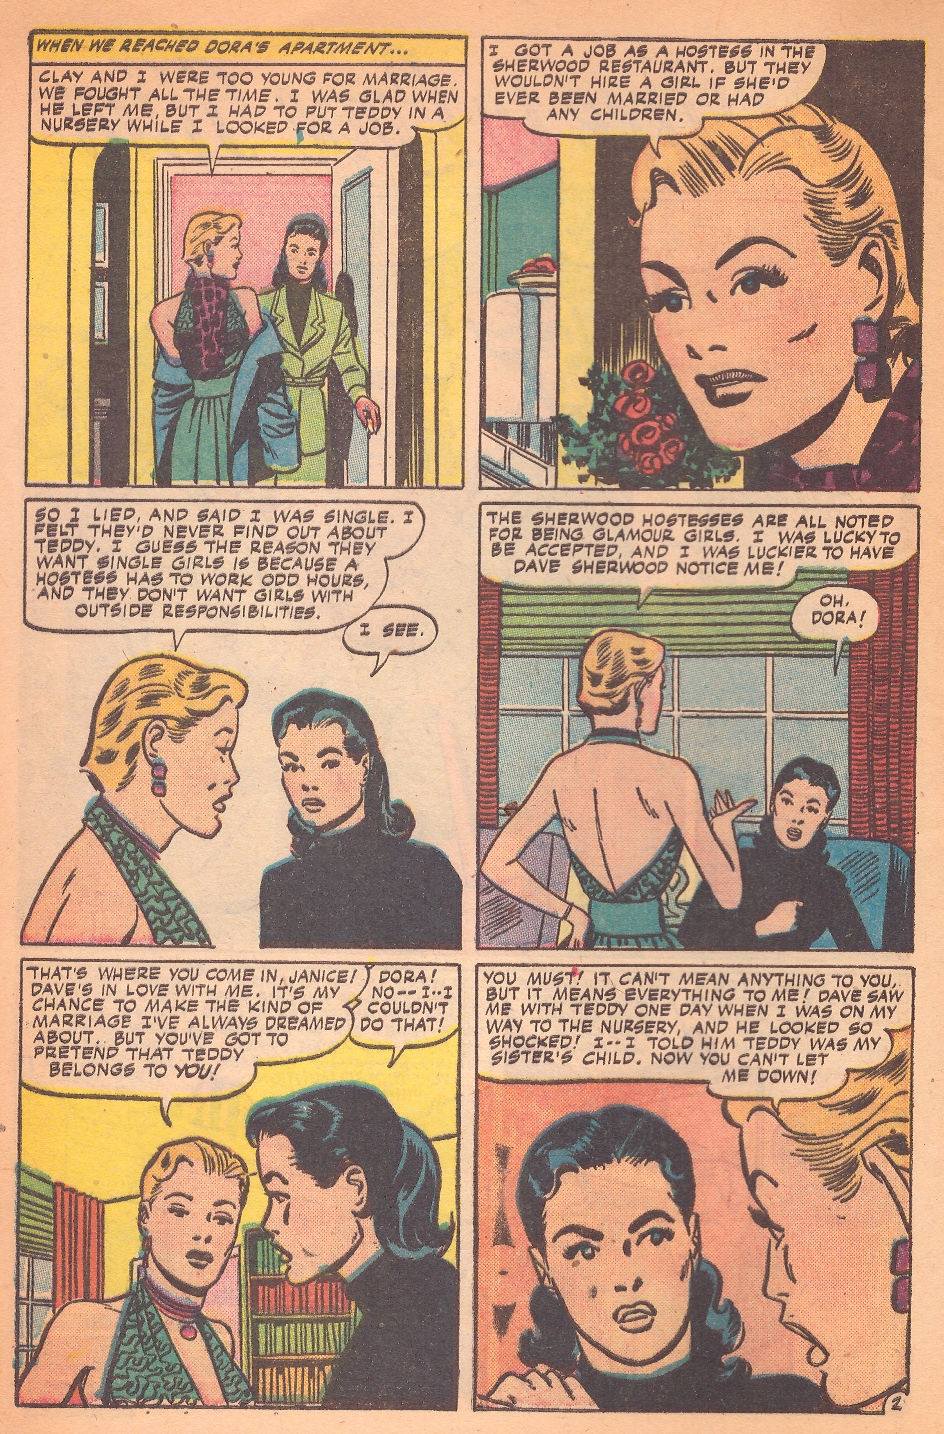 WHEN WE REACHED DORA'S APARTMENT...
CLAY AND I WERE TOO YOUNG FOR MARRIAGE.
WE FOUGHT ALL THE TIME. I WAS GLAD WHEN
HE LEFT ME, BUT I HAD TO PUT TEDDY IN A
NURSERY WHILE I LOOKED FOR A JOB.
I GOT A JOB AS A HOSTESS IN THE
SHERWOOD RESTAURANT. BUT THEY
WOULDN'T HIRE A GIRL IF SHE'D
EVER BEEN MARRIED OR HAD
ANY CHILDREN.
SO I LIED, AND SAID I WAS SINGLE. I
FELT THEY'D NEVER FIND OUT ABOUT
TEDDY. I GUESS THE REASON THEY
WANT SINGLE GIRLS IS BECAUSE A
HOSTESS HAS TO WORK ODD HOURS,
AND THEY DON'T WANT GIRLS WITH
OUTSIDE RESPONSIBILITIES.
I SEE.
THE SHERWOOD HOSTESSES ARE ALL NOTED
FOR BEING GLAMOUR GIRLS. I WAS LUCKY TO
BE ACCEPTED, AND I WAS LUCKIER TO HAVE
DAVE SHERWOOD NOTICE ME!
OH,
DORA!
THAT'S WHERE YOU COME IN, JANICE!
DAVE'S IN LOVE WITH ME. IT'S MY
CHANCE TO MAKE THE KIND OF
MARRIAGE I'VE ALWAYS DREAMED
ABOUT. BUT YOU'VE GOT TO
PRETEND THAT TEDDY
BELONGS TO YOU!
DORA!
NO-- I--I
COULDN'T
DO THAT!
YOU MUST! IT CAN'T MEAN ANYTHING TO YOU,
BUT IT MEANS EVERYTHING TO ME! DAVE SAW
ME WITH TEDDY ONE DAY WHEN I WAS ON MY
WAY TO THE NURSERY, AND HE LOOKED SO
SHOCKED! I--I TOLD HIM TEDDY WAS MY
SISTER'S CHILD. NOW YOU CAN'T LET
ME DOWN!
2